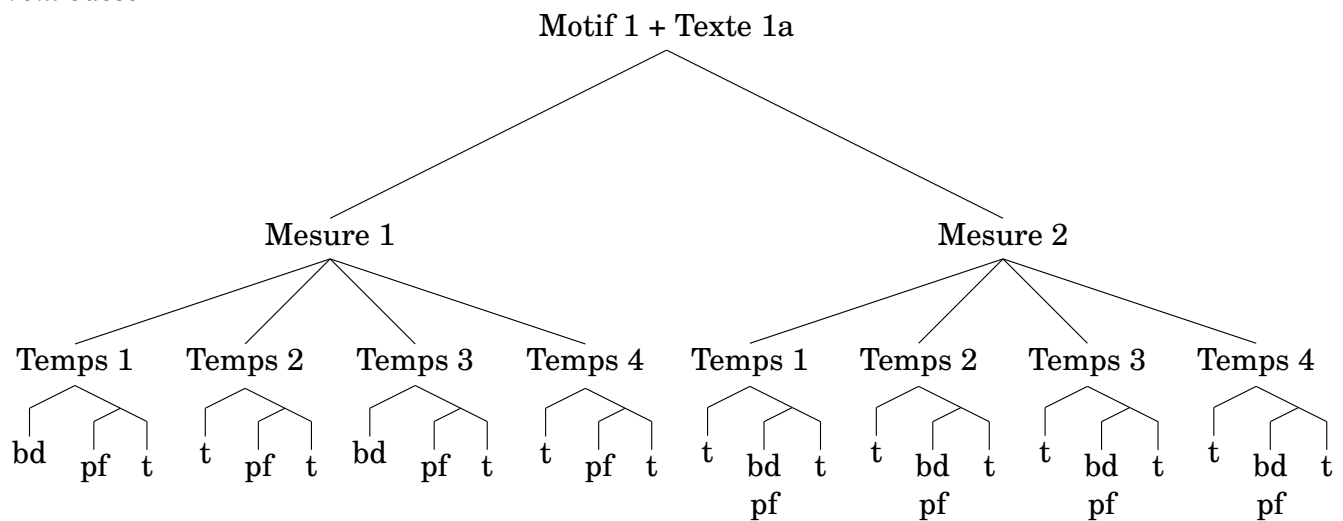 Motif 1 + Texte 1a
Mesure 1 Mesure 2
Temps 1 Temps 2 Temps 3 Temps 4 Temps 1 Temps 2 Temps 3 Temps 4
bd pf t t pf t bd pf t t pf t t bd t t bd t t bd t t bd t
pf pf pf pf